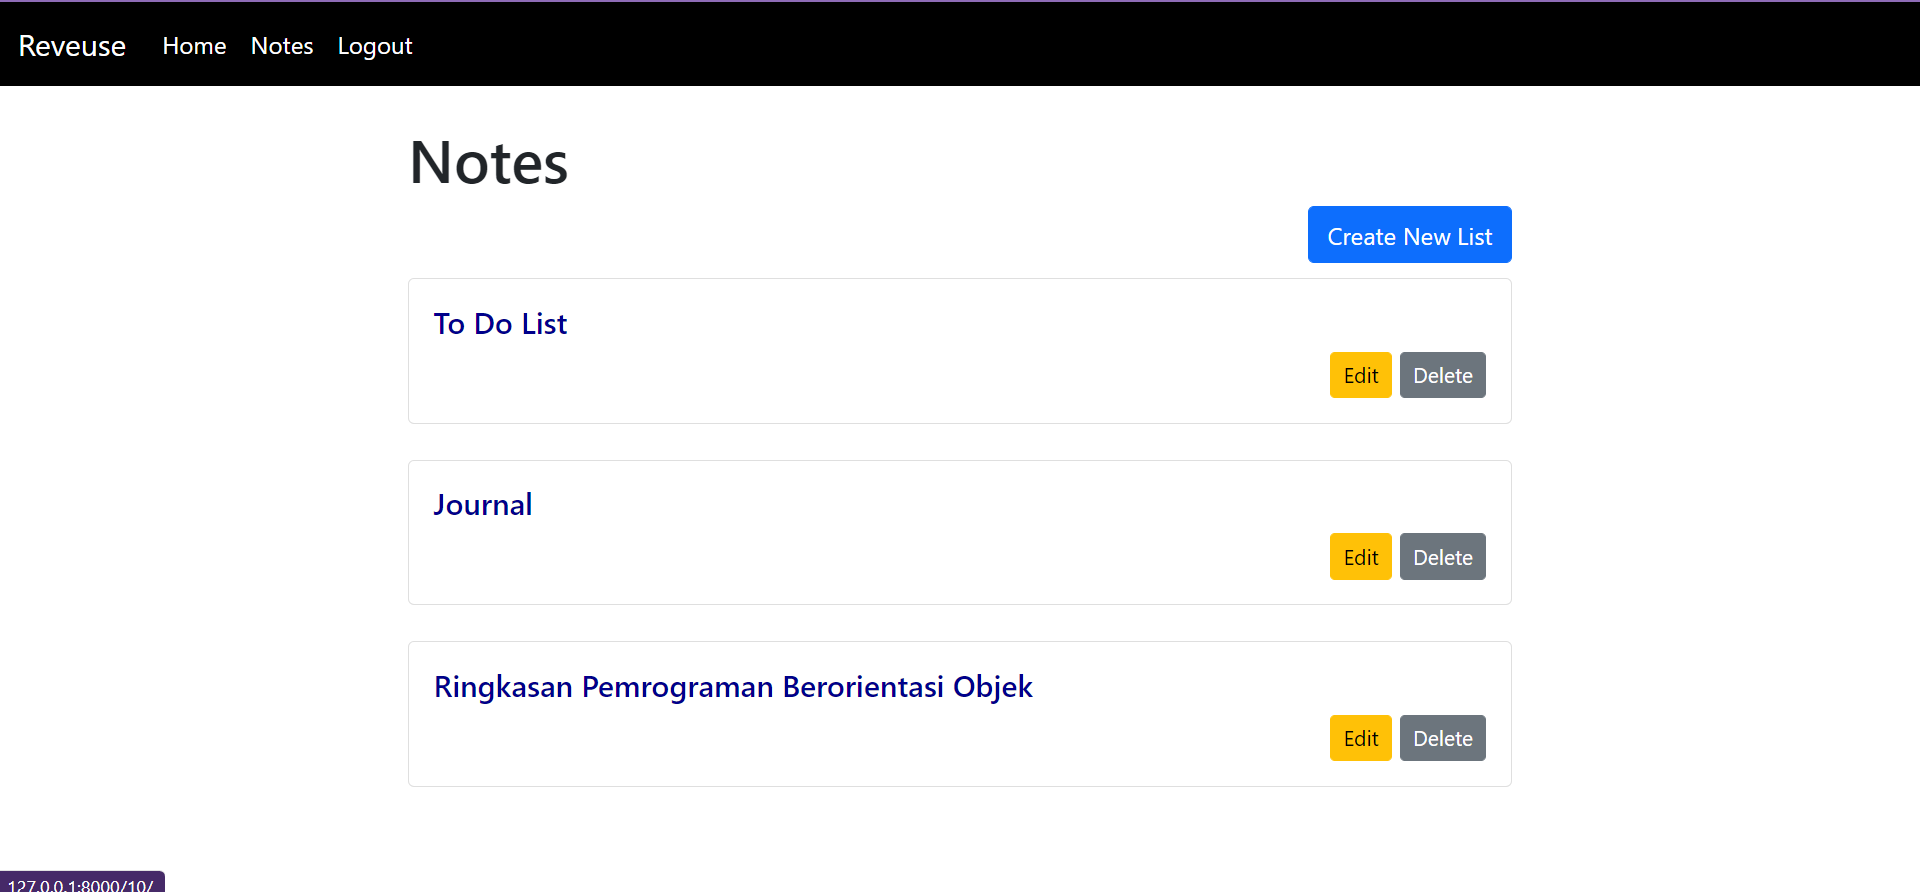 Reveuse Home Notes Logout
Notes
Create New List
To Do List
Edit Delete
Journal
Edit Delete
Ringkasan Pemrograman Berorientasi Objek
Edit Delete
127.0.0.1:8000/10/